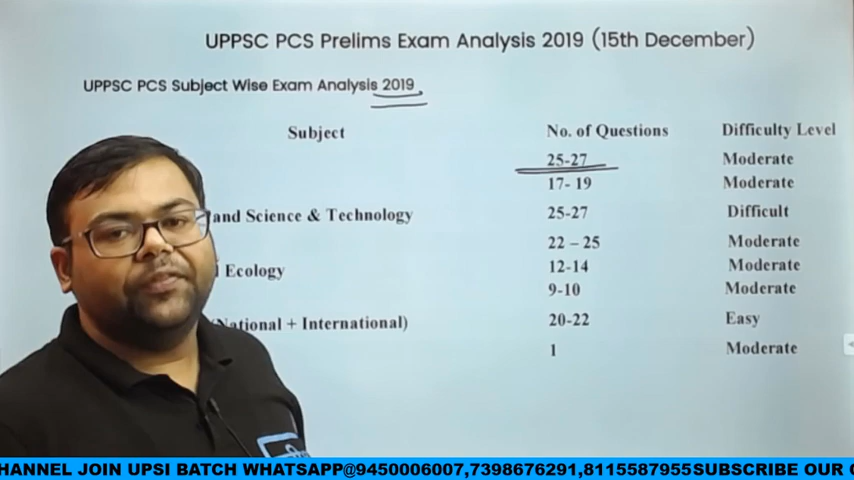 UPPSC PCS Prelims Exam Analysis 2019 (15th December)
UPPSC PCS Subject Wise Exam Analysis 2019
Subject No. of Questions Difficulty Level
25-27 Moderate
17- 19 Moderate
and Science & Technology 25-27 Difficult
22 – 25 Moderate
Ecology 12-14 Moderate
9-10 Moderate
(National + International) 20-22 Easy
1 Moderate
HANNEL JOIN UPSI BATCH WHATSAPP@9450006007,7398676291,8115587955 SUBSCRIBE OUR